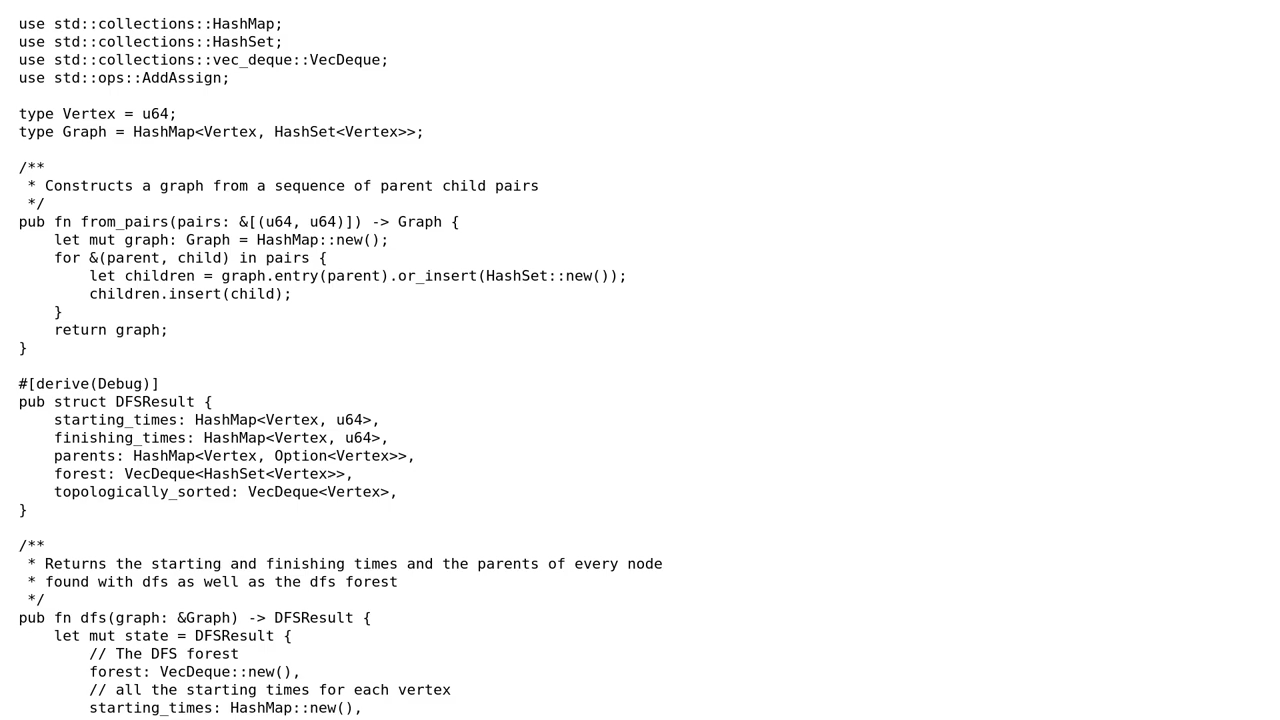 use std::collections::HashMap;
use std::collections::HashSet;
use std::collections::vec_deque::VecDeque;
use std::ops::AddAssign;

type Vertex = u64;
type Graph = HashMap<Vertex, HashSet<Vertex>>;

/**
 * Constructs a graph from a sequence of parent child pairs
 */
pub fn from_pairs(pairs: &[(u64, u64)]) -> Graph {
    let mut graph: Graph = HashMap::new();
    for &(parent, child) in pairs {
        let children = graph.entry(parent).or_insert(HashSet::new());
        children.insert(child);
    }
    return graph;
}

#[derive(Debug)]
pub struct DFSResult {
    starting_times: HashMap<Vertex, u64>,
    finishing_times: HashMap<Vertex, u64>,
    parents: HashMap<Vertex, Option<Vertex>>,
    forest: VecDeque<HashSet<Vertex>>,
    topologically_sorted: VecDeque<Vertex>,
}

/**
 * Returns the starting and finishing times and the parents of every node
 * found with dfs as well as the dfs forest
 */
pub fn dfs(graph: &Graph) -> DFSResult {
    let mut state = DFSResult {
        // The DFS forest
        forest: VecDeque::new(),
        // all the starting times for each vertex
        starting_times: HashMap::new(),